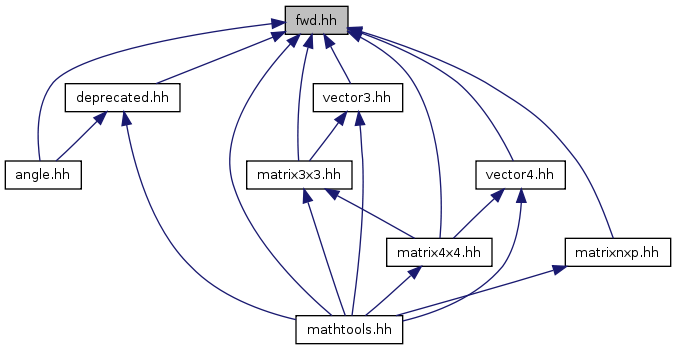 fwd.hh
deprecated.hh
vector3.hh
angle.hh
matrix3x3.hh
vector4.hh
matrix4x4.hh
matrixnxp.hh
mathtools.hh